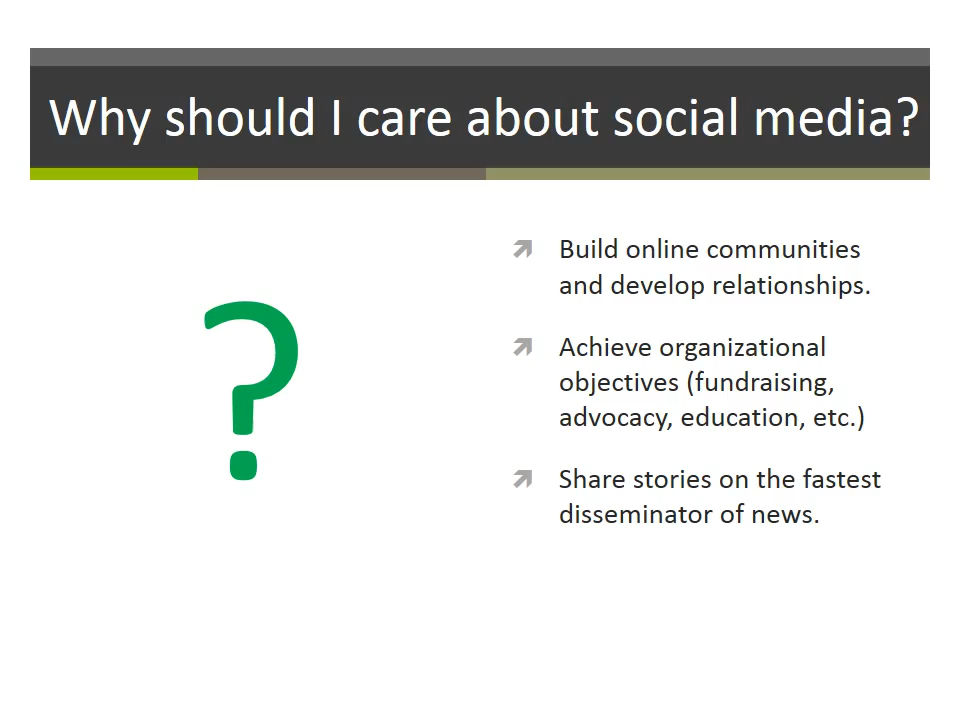 Why should I care about social media?
?
Build online communities
and develop relationships.
Achieve organizational
objectives (fundraising,
advocacy, education, etc.)
Share stories on the fastest
disseminator of news.